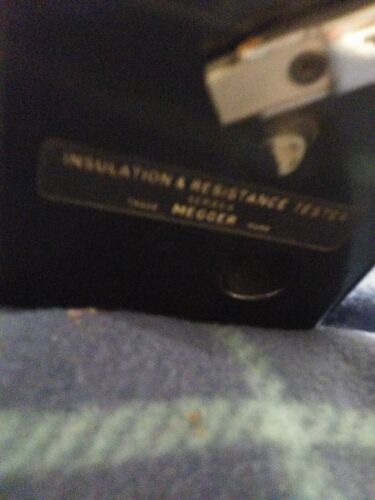 INSULATION & RESISTANCE TESTER
TRADE MEGGER MARK